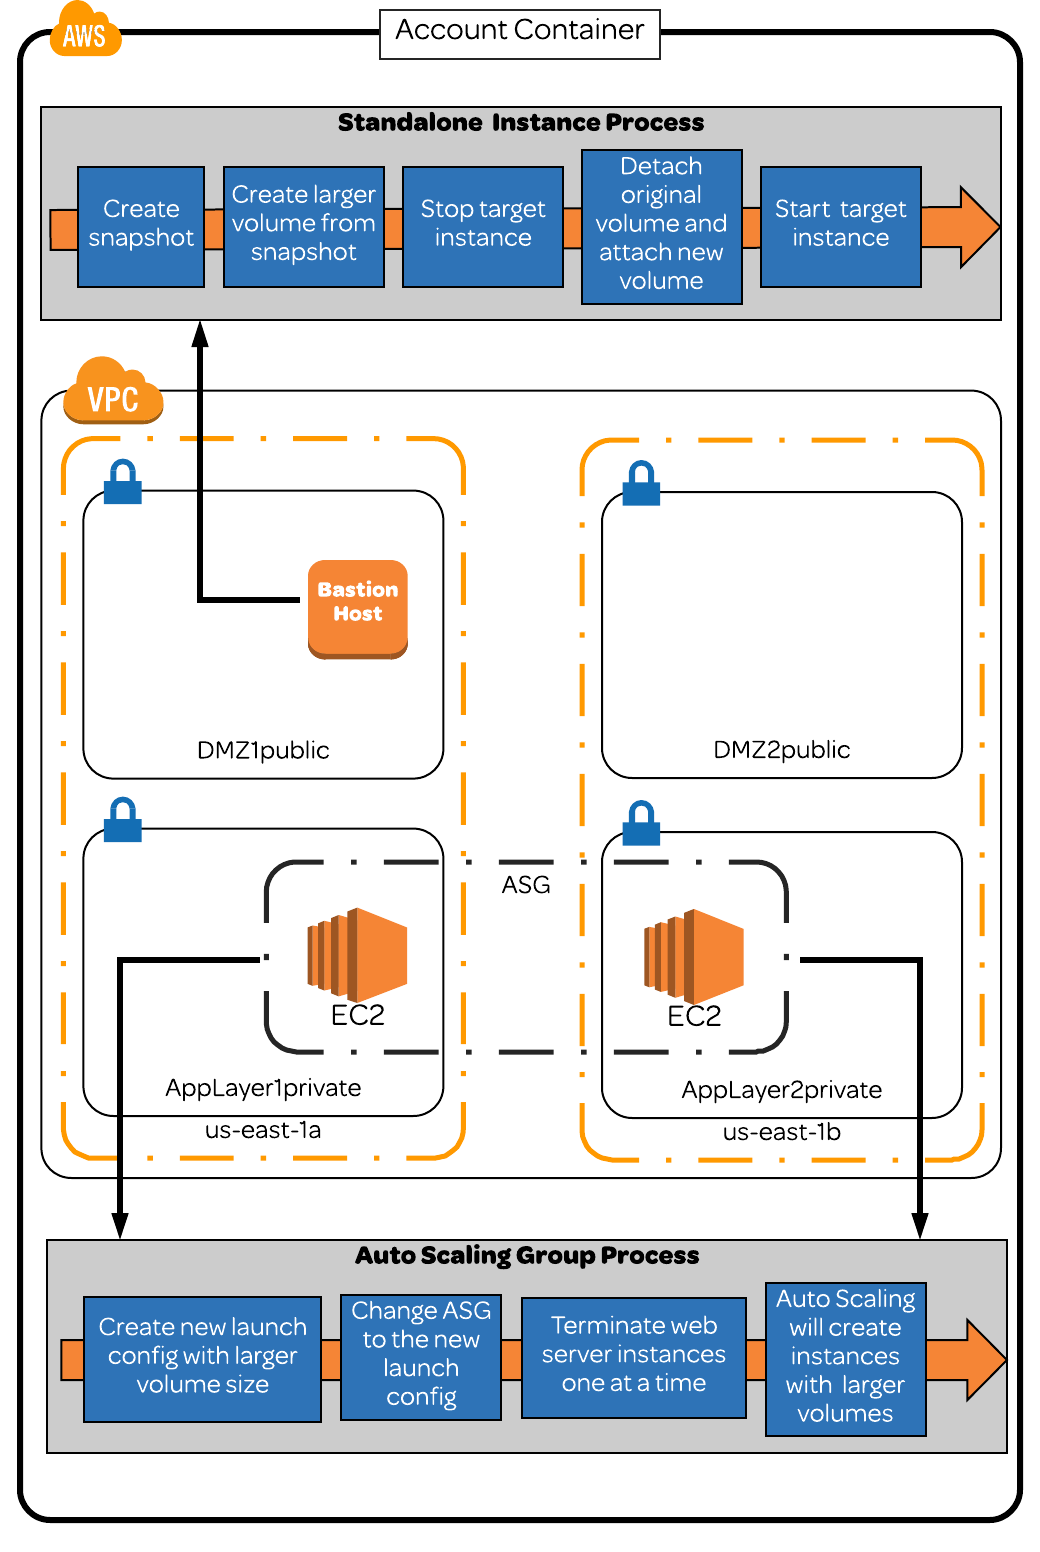 AWS
Account Container
Standalone Instance Process
Create
snapshot
Create larger
volume from
snapshot
Stop target
instance
Detach
original
volume and
attach new
volume
Start target
instance
VPC
Bastion
Host
DMZ1public
DMZ2public
ASG
EC2
EC2
AppLayer1private
AppLayer2private
us-east-1a
us-east-1b
Auto Scaling Group Process
Create new launch
config with larger
volume size
Change ASG
to the new
launch
config
Terminate web
server instances
one at a time
Auto Scaling
will create
instances
with larger
volumes